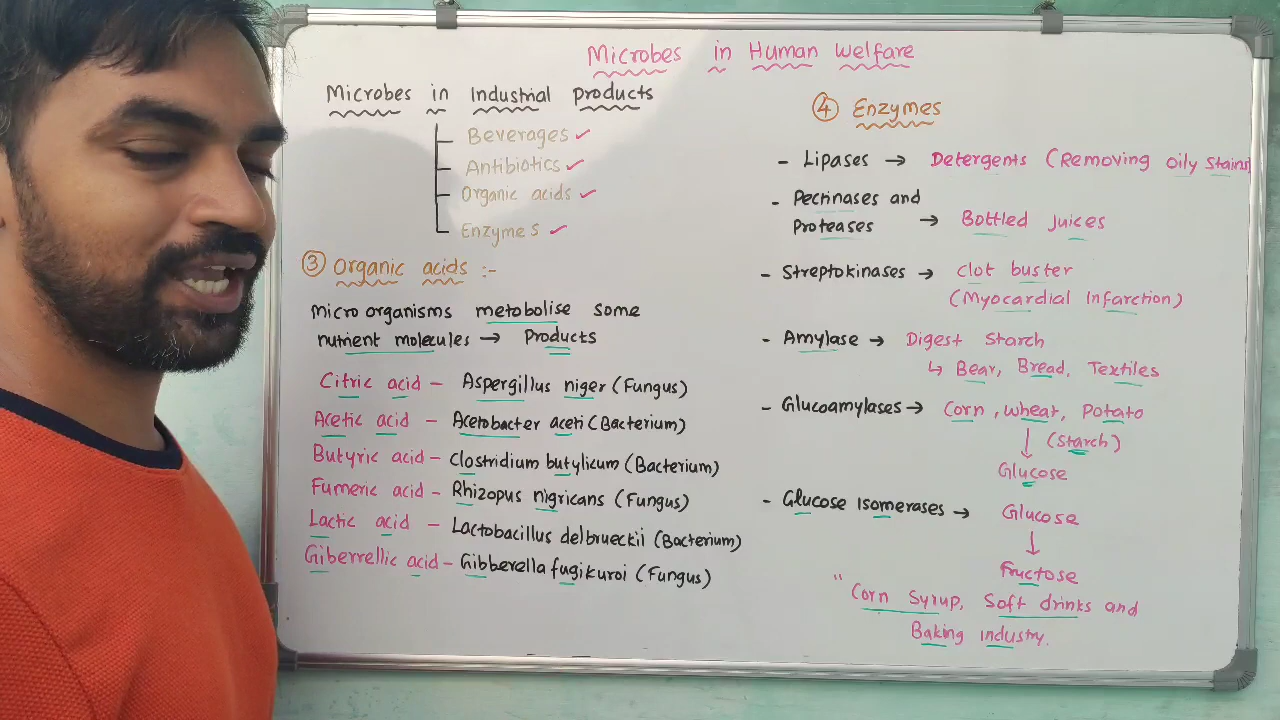 Microbes in Human Welfare
Microbes in Industrial Products
Beverages ✓
Antibiotics ✓
Organic acids ✓
Enzymes ✓
③ Organic acids :-
Microorganisms metobolise some
nutrient molecules → Products
Citric acid – Aspergillus niger (Fungus)
Acetic acid – Acetobacter aceti (Bacterium)
Butyric acid – Clostridium butylicum (Bacterium)
Fumeric acid – Rhizopus nigricans (Fungus)
Lactic acid – Lactobacillus delbrueckii (Bacterium)
Giberrellic acid – Gibberella fugikuroi (Fungus)
④ Enzymes
- Lipases → Detergents (Removing oily stains)
- Pectinases and
Proteases → Bottled Juices
- Streptokinases → Clot buster
(Myocardial Infarction)
- Amylase → Digest Starch
↳ Bear, Bread, Textiles
- Glucoamylases → Corn, wheat, Potato
↓ (Starch)
Glucose
- Glucose Isomerases → Glucose
↓
Fructose
"Corn Syrup, Soft drinks and
Baking industry.